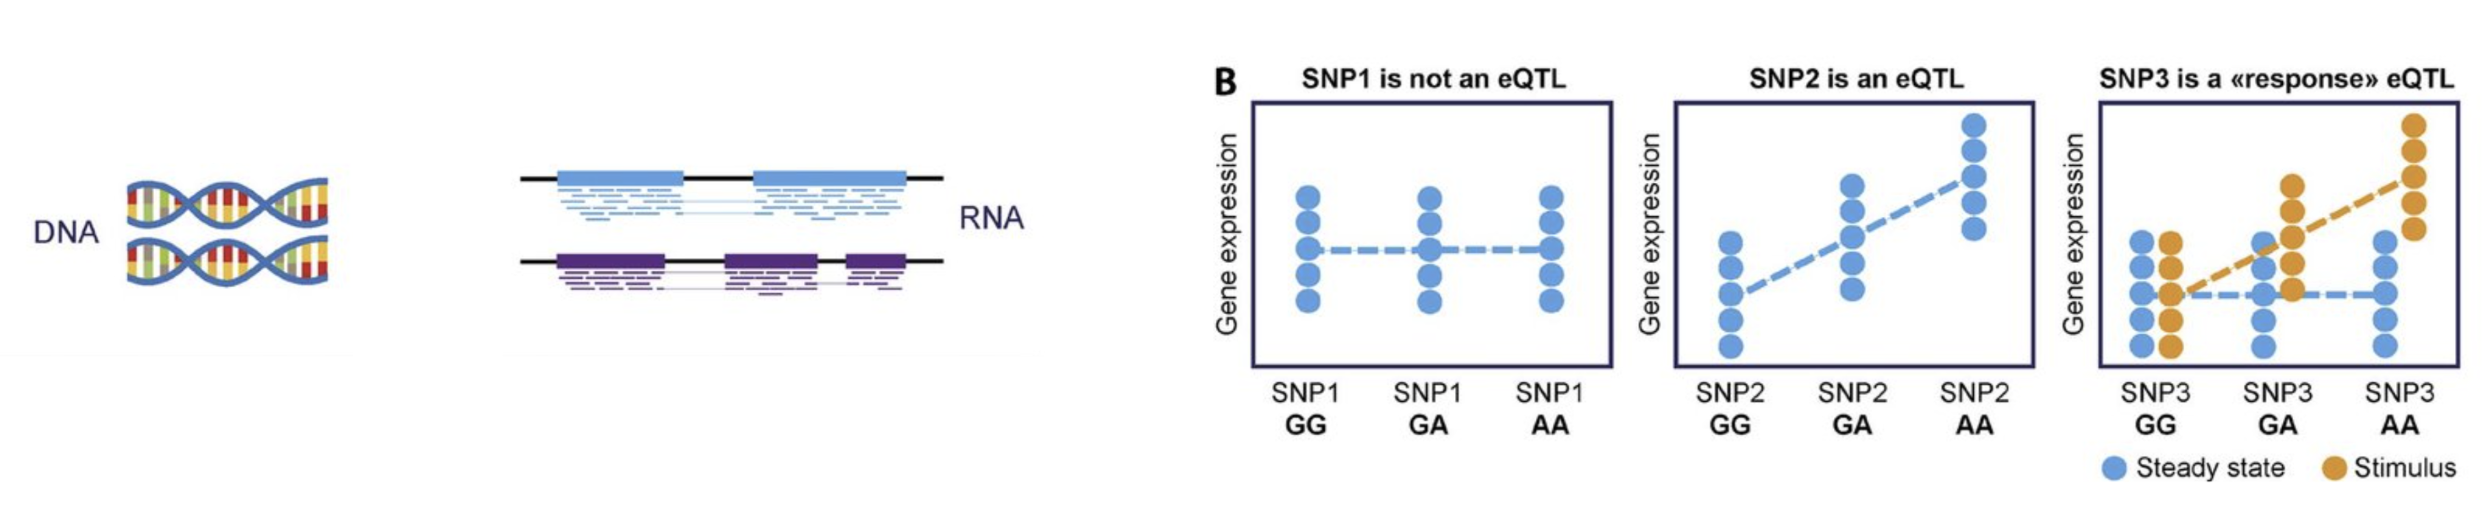 DNA
RNA
B
SNP1 is not an eQTL
Gene expression
SNP1 SNP1 SNP1
GG GA AA
SNP2 is an eQTL
Gene expression
SNP2 SNP2 SNP2
GG GA AA
SNP3 is a «response» eQTL
Gene expression
SNP3 SNP3 SNP3
GG GA AA
Steady state Stimulus